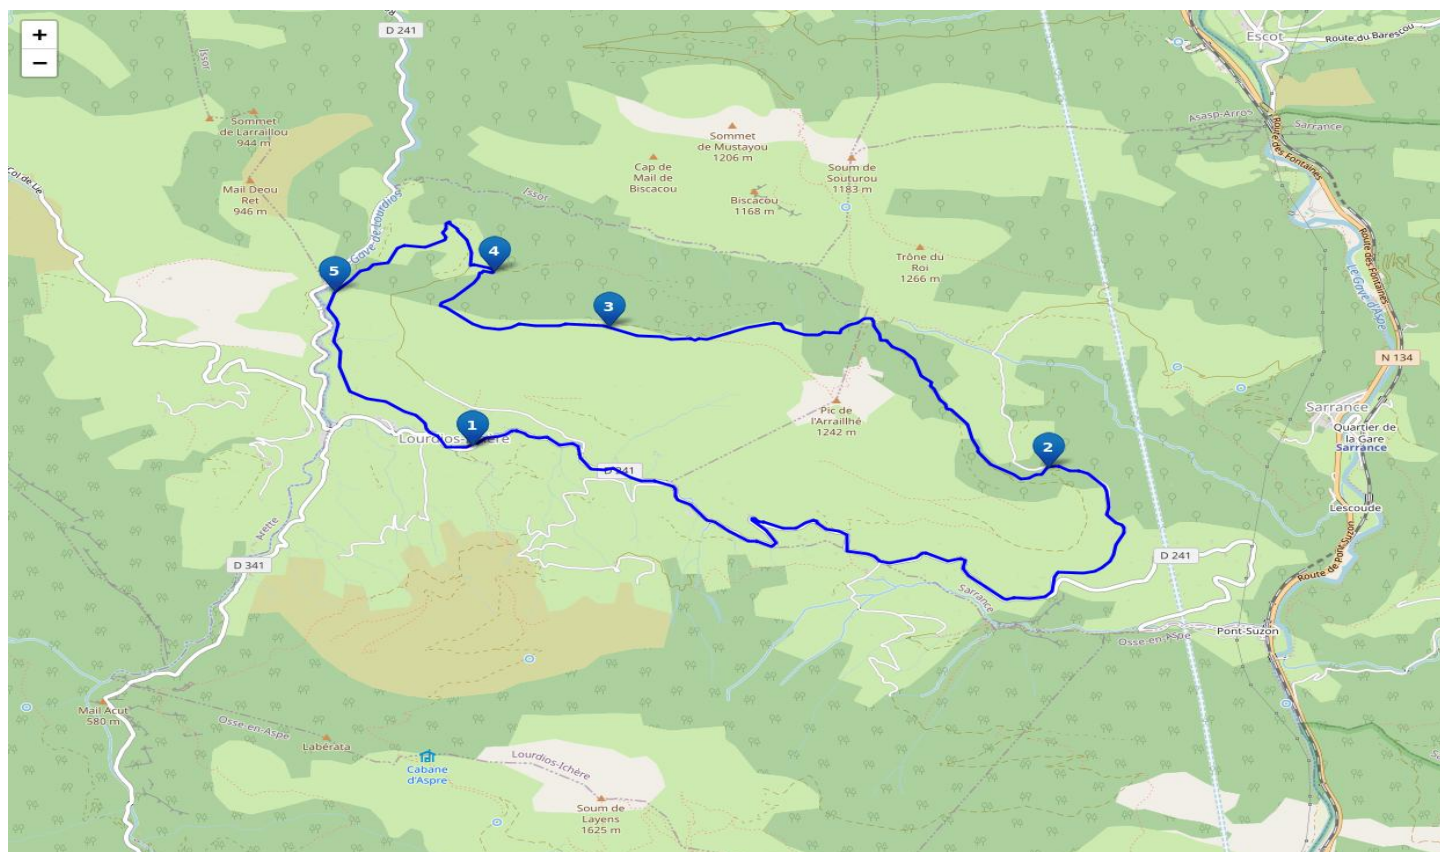 +
−
D 241
Escot
Route du Barescou
Issor
Sommet
de Larraillou
944 m
Sommet
de Mustayou
1206 m
Asasp-Arros
Sarrance
Route des Fontaines
Cap de
Mail de
Biscacou
Soum de
Souturou
1183 m
Col de Lie
Mail Deou
Ret
946 m
Issor
Biscacou
1168 m
Gave de Lourdios
Trône du
Roi
1266 m
Route des Fontaines
Le Gave d'Aspe
4
5
3
N 134
Pic de
l'Arraillhé
1242 m
Sarrance
Quartier de
la Gare
Sarrance
1
Lourdios-Ichère
2
D 241
Lescoude
Arette
D 341
D 241
Route de Pont Suzon
Sarrance
Pont-Suzon
Osse-en-Aspe
Mail Acut
580 m
Osse-en-Aspe
Labérata
Cabane
d'Aspre
Lourdios-Ichère
Soum de
Layens
1625 m